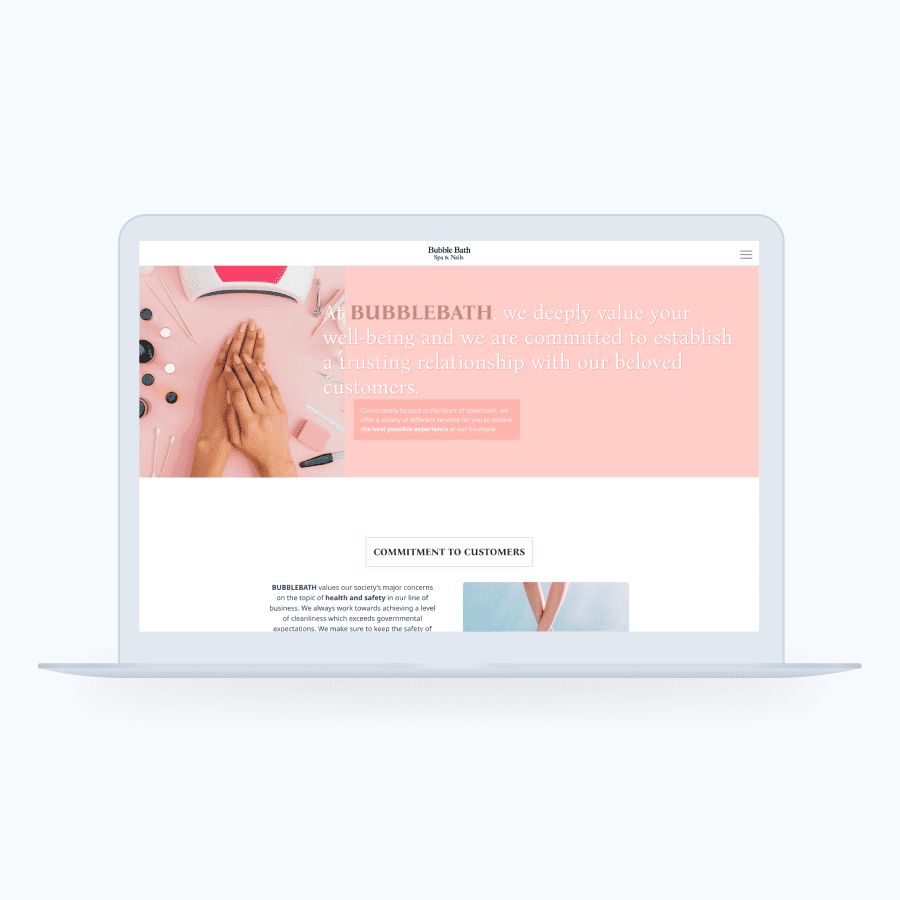 Bubble Bath
Spa & Nails
At BUBBLEBATH, we deeply value your
well-being and we are committed to establish
a trusting relationship with our beloved
customers.
Conveniently located at the heart of downtown, we
offer a variety of different services for you to receive
the best possible experience at our boutique.
COMMITMENT TO CUSTOMERS
BUBBLEBATH values our society's major concerns
on the topic of health and safety in our line of
business. We always work towards achieving a level
of cleanliness which exceeds governmental
expectations. We make sure to keep the safety of